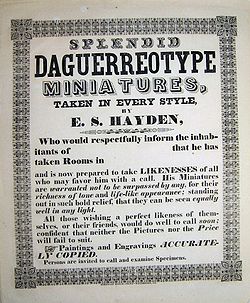 SPLENDID
DAGUERREOTYPE
MINIATURES,
TAKEN IN EVERY STYLE,
BY
E. S. HAYDEN,
Who would respectfully inform the inhab-
itants of that he has
taken Rooms in
and is now prepared to take LIKENESSES of all
who may favor him with a call. His Miniatures
are warranted not to be surpassed by any, for their
richness of tone and life-like appearance: standing
out in such bold relief, that they can be seen equally
well in any light.
All those wishing a perfect likeness of them-
selves, or their friends, would do well to call soon:
confident that neither the Pictures nor the Price
will fail to suit.
☞ Paintings and Engravings ACCURATE-
LY COPIED.
Persons are invited to call and examine Specimens.